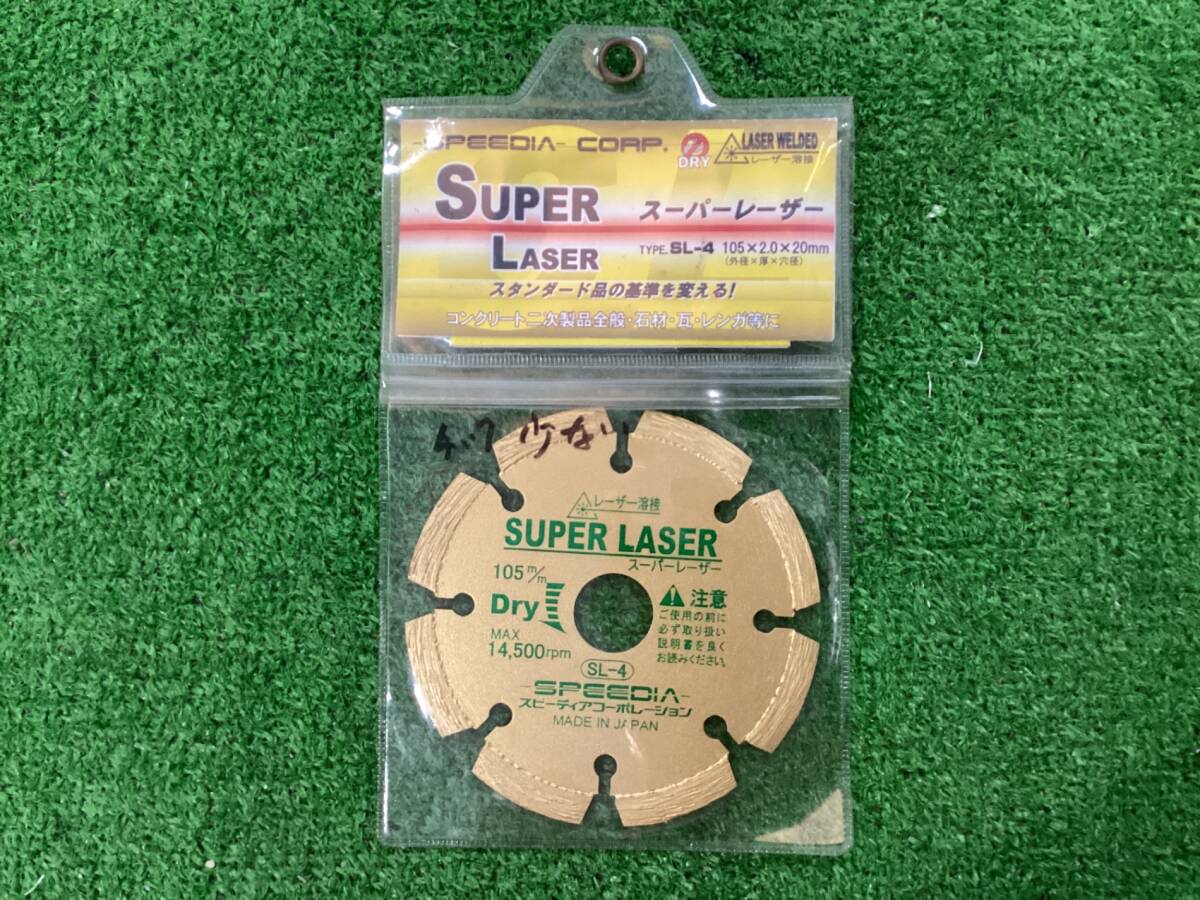 SPEEDIA CORP.
DRY
LASER WELDED
レーザー溶接
SUPER
LASER
スーパーレーザー
TYPE. SL-4 105×2.0×20mm
(外径×厚×穴径)
スタンダード品の基準を変える!
コンクリート二次製品全般・石材・瓦・レンガ等に
チップ 少ない
レーザー溶接
SUPER LASER
スーパーレーザー
105 m/m
Dry
MAX
14,500rpm
注意
ご使用の前に
必ず取り扱い
説明書を良く
お読みください。
SL-4
SPEEDIA
スピーディアコーポレーション
MADE IN JAPAN